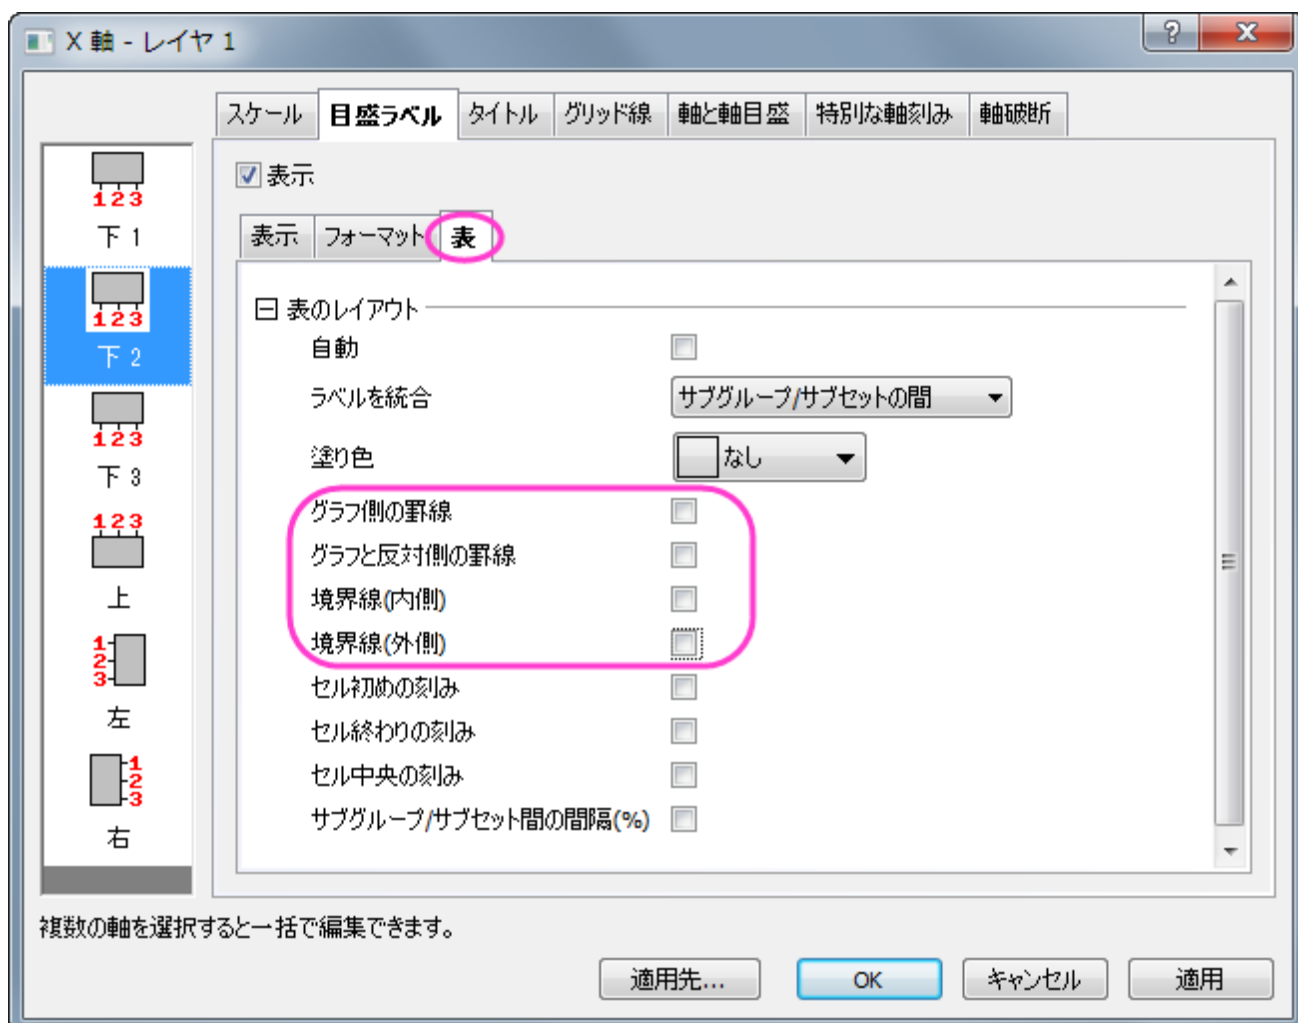 X 軸 - レイヤ 1
?
スケール 目盛ラベル タイトル グリッド線 軸と軸目盛 特別な軸刻み 軸破断
123
下 1
123
下 2
123
下 3
123
上
1
2
3
左
1
2
3
右
表示
表示 フォーマット 表
表のレイアウト
自動
ラベルを統合 サブグループ/サブセットの間
塗り色 なし
グラフ側の罫線
グラフと反対側の罫線
境界線(内側)
境界線(外側)
セル初めの刻み
セル終わりの刻み
セル中央の刻み
サブグループ/サブセット間の間隔(%)
複数の軸を選択すると一括で編集できます。
適用先... OK キャンセル 適用